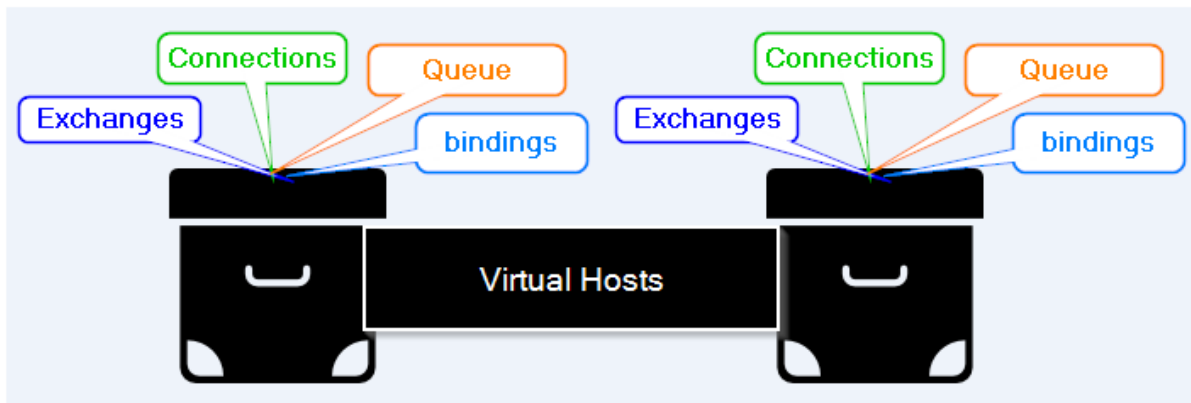 Connections
Queue
Exchanges
bindings
Connections
Queue
Exchanges
bindings
Virtual Hosts